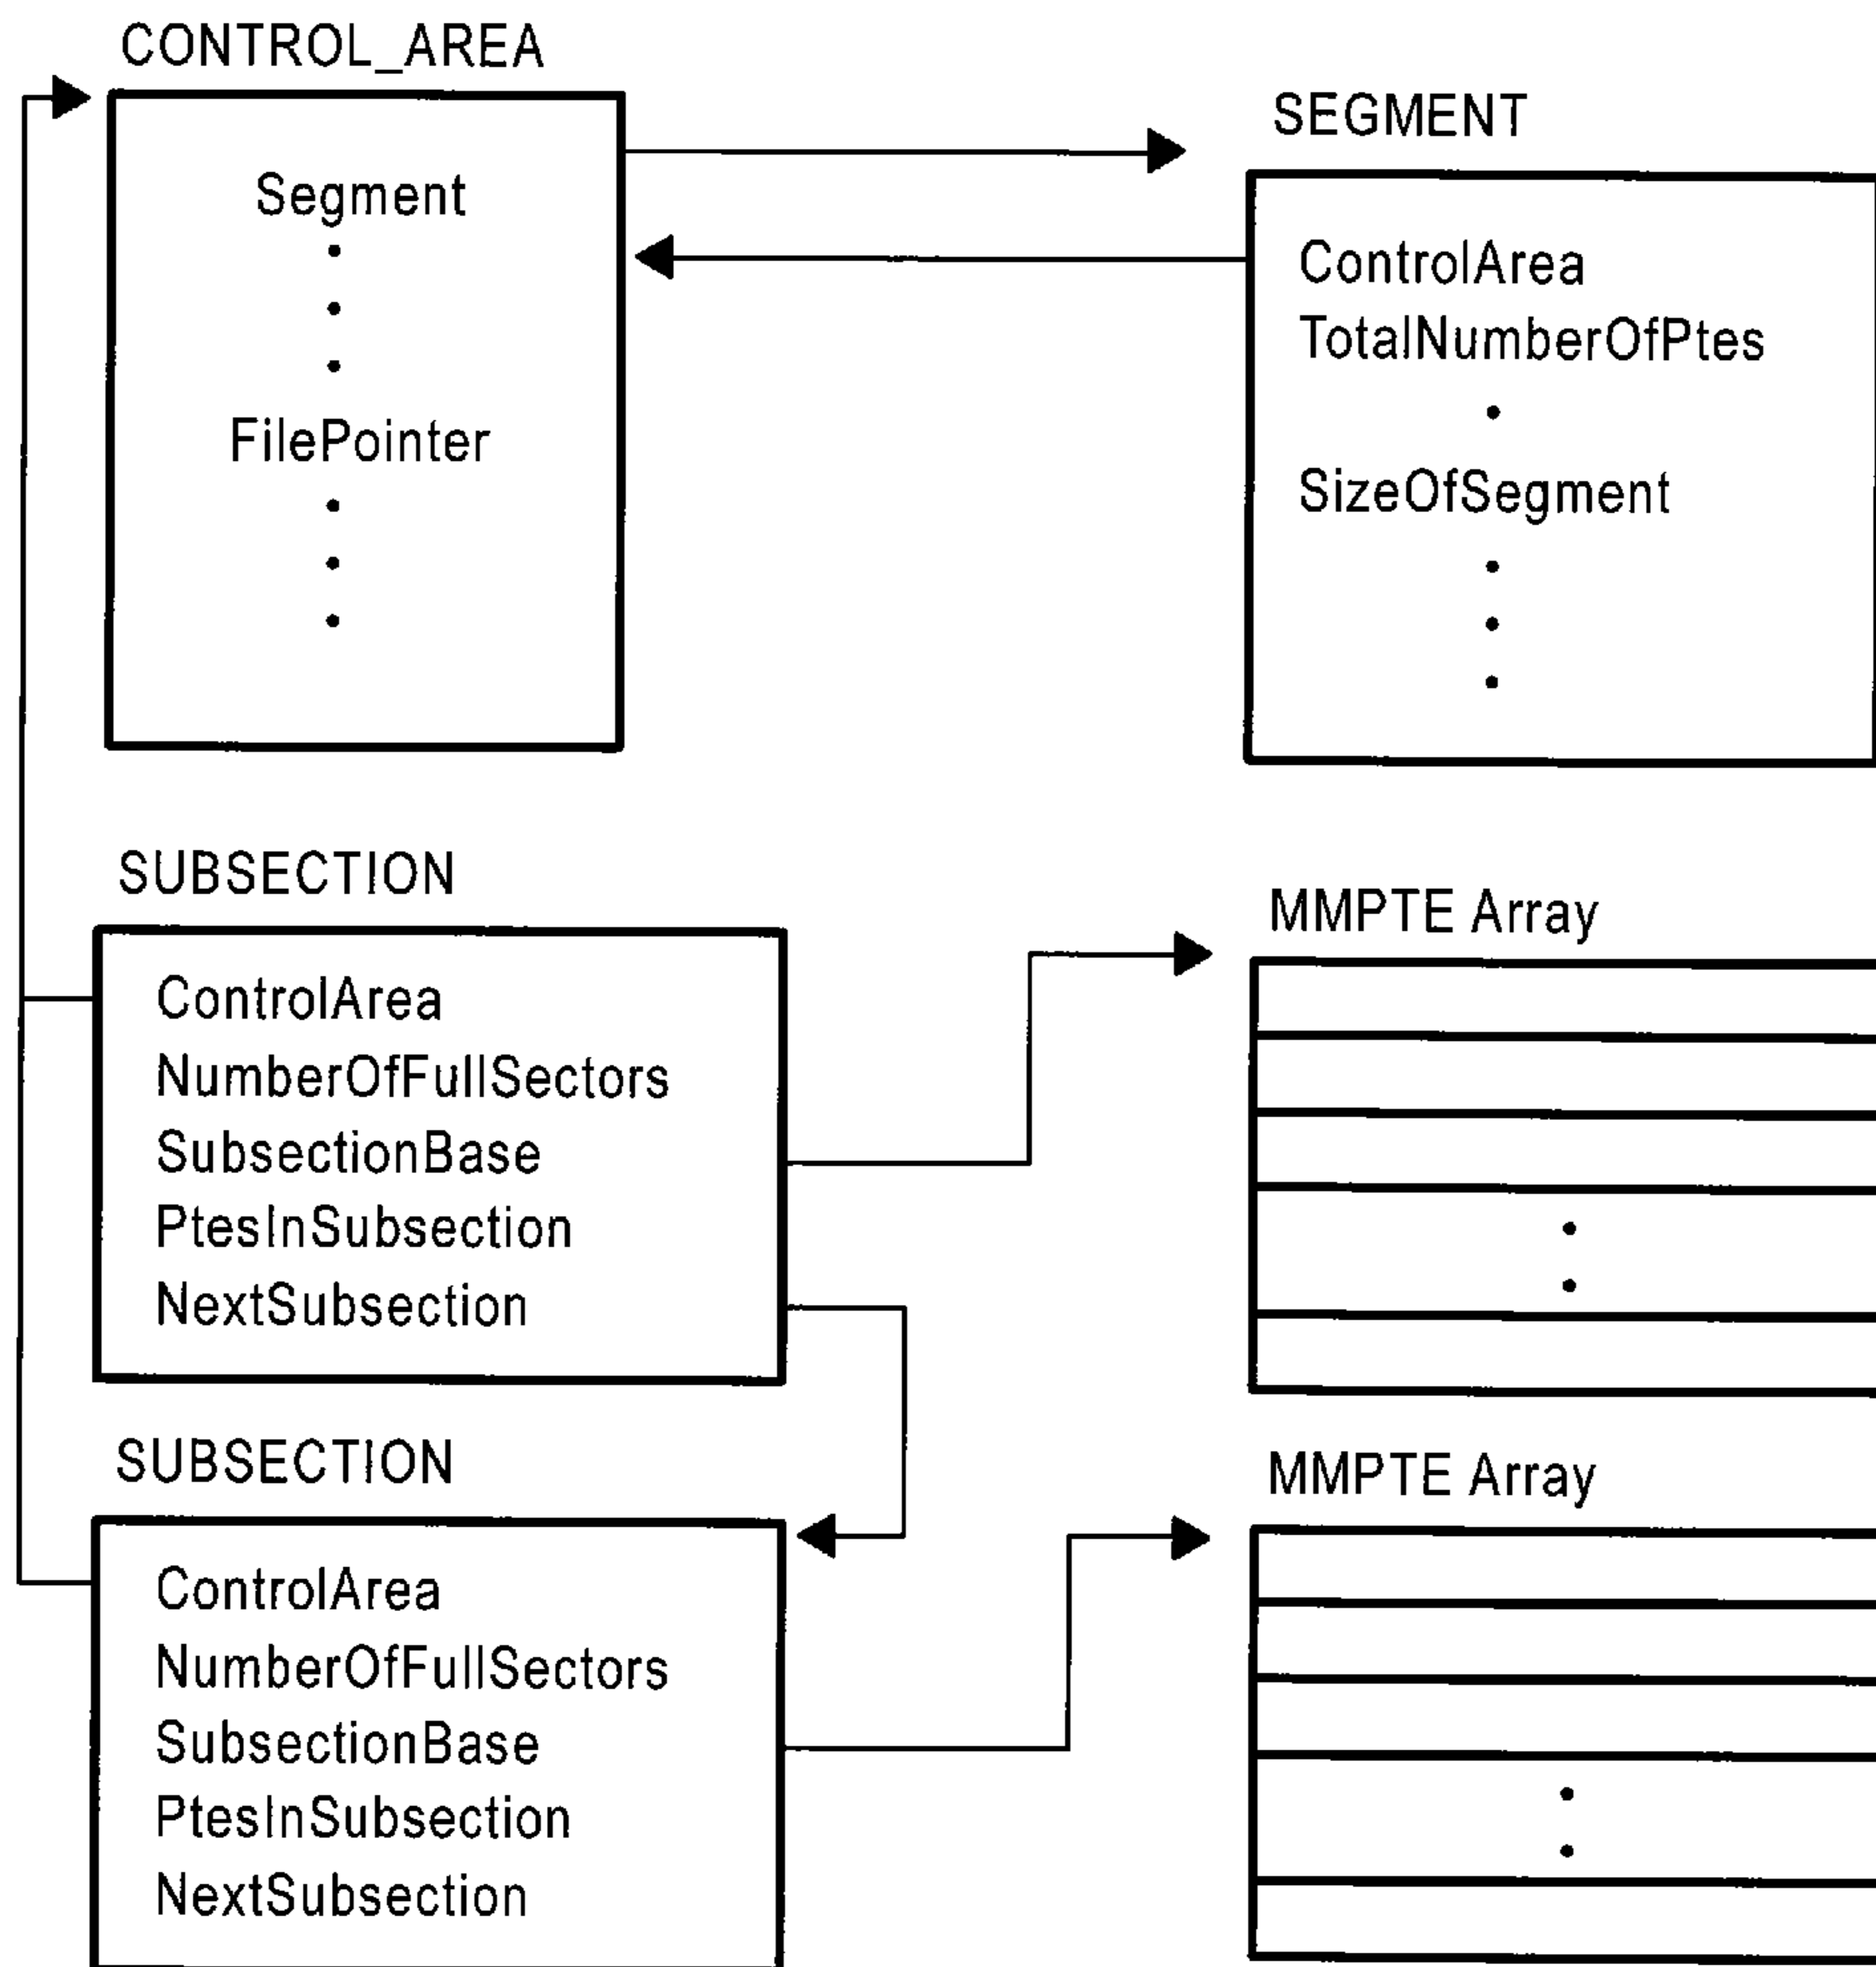 CONTROL_AREA
Segment
FilePointer
SEGMENT
ControlArea
TotalNumberOfPtes
SizeOfSegment
SUBSECTION
ControlArea
NumberOfFullSectors
SubsectionBase
PtesInSubsection
NextSubsection
MMPTE Array
SUBSECTION
ControlArea
NumberOfFullSectors
SubsectionBase
PtesInSubsection
NextSubsection
MMPTE Array